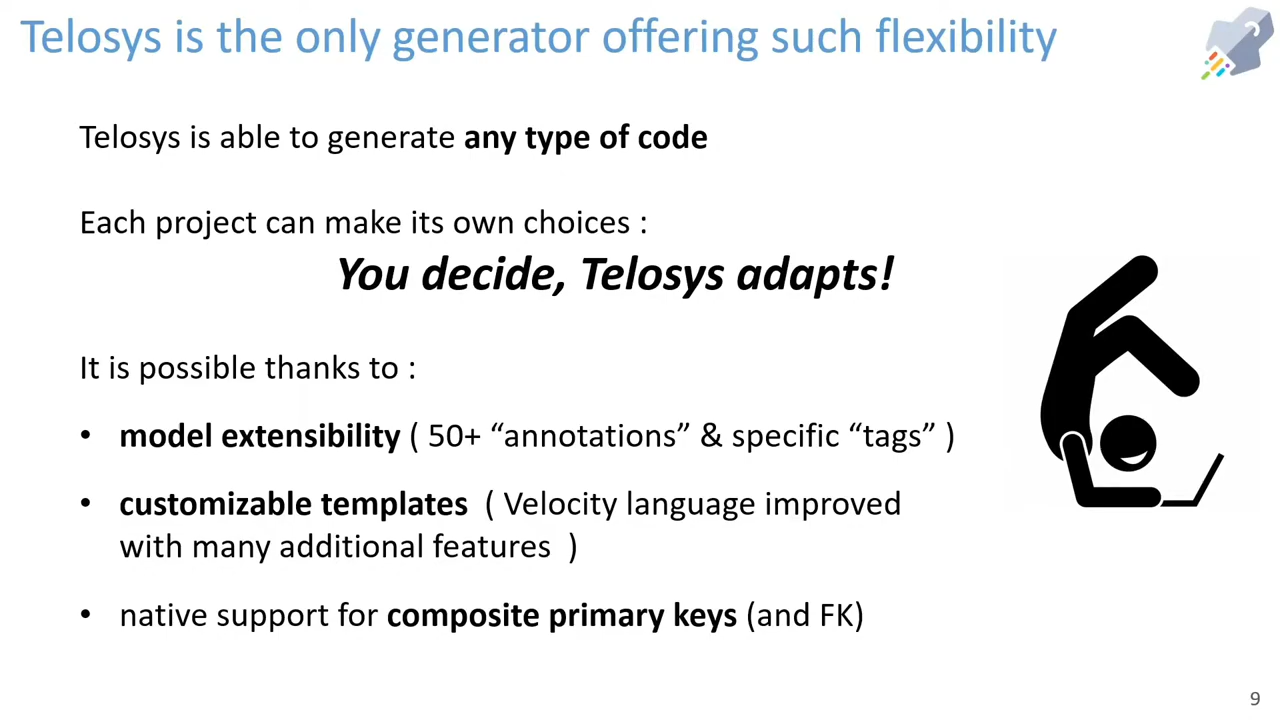 Telosys is the only generator offering such flexibility
Telosys is able to generate any type of code
Each project can make its own choices :
You decide, Telosys adapts!
It is possible thanks to :
• model extensibility ( 50+ “annotations” & specific “tags” )
• customizable templates ( Velocity language improved
with many additional features )
• native support for composite primary keys (and FK)
9